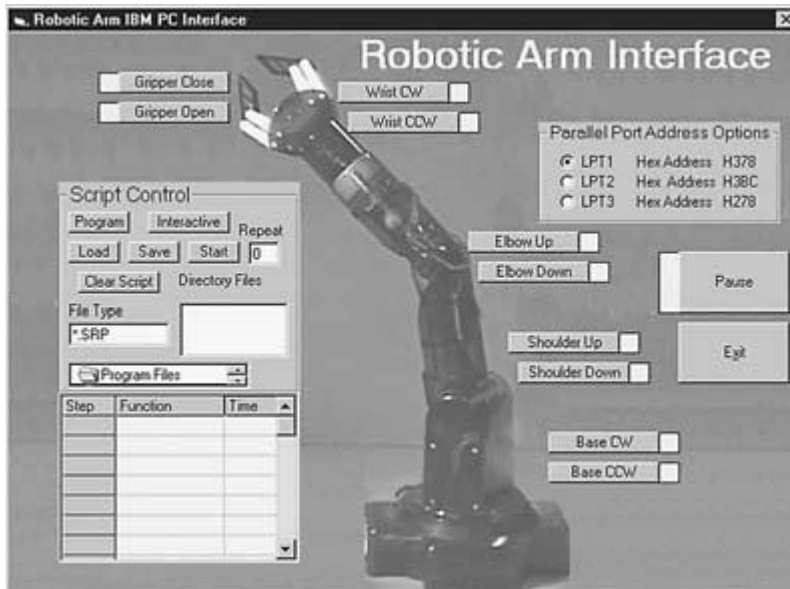 Robotic Arm IBM PC Interface
Robotic Arm Interface
Gripper Close
Gripper Open
Wrist CW
Wrist CCW
Parallel Port Address Options
LPT1 Hex Address H378
LPT2 Hex Address H3BC
LPT3 Hex Address H278
Script Control
Program Interactive
Repeat
Load Save Start 0
Clear Script Directory Files
File Type
*.SRP
Program Files
Step Function Time
Elbow Up
Elbow Down
Pause
Shoulder Up
Shoulder Down
Exit
Base CW
Base CCW